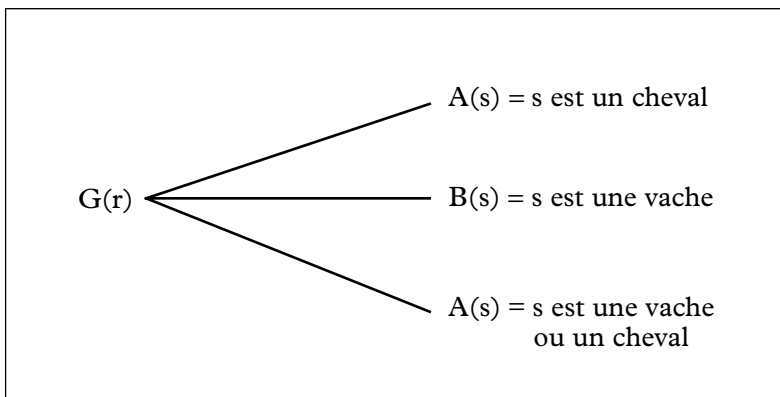 A(s) = s est un cheval
G(r)
B(s) = s est une vache
A(s) = s est une vache
ou un cheval